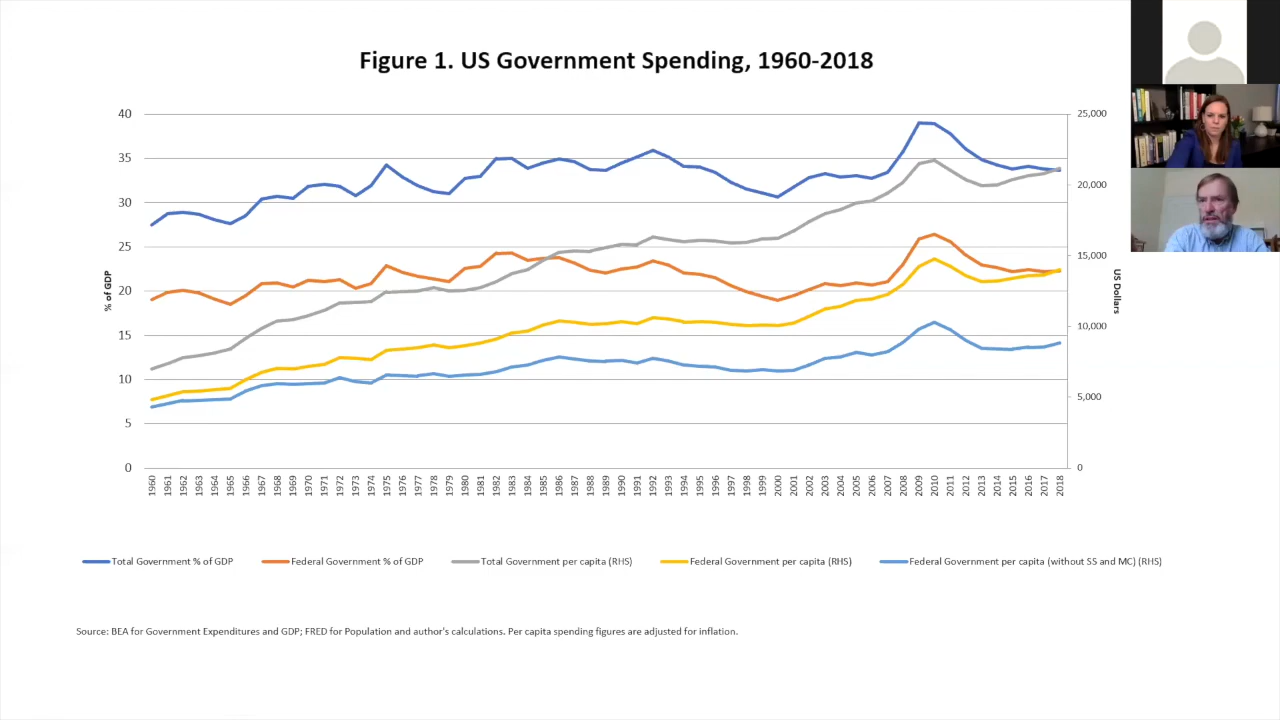 Figure 1. US Government Spending, 1960-2018
40
35
30
25
20
15
10
5
0
% of GDP
25,000
20,000
15,000
10,000
5,000
0
US Dollars
1960 1961 1962 1963 1964 1965 1966 1967 1968 1969 1970 1971 1972 1973 1974 1975 1976 1977 1978 1979 1980 1981 1982 1983 1984 1985 1986 1987 1988 1989 1990 1991 1992 1993 1994 1995 1996 1997 1998 1999 2000 2001 2002 2003 2004 2005 2006 2007 2008 2009 2010 2011 2012 2013 2014 2015 2016 2017 2018
Total Government % of GDP Federal Government % of GDP Total Government per capita (RHS) Federal Government per capita (RHS) Federal Government per capita (without SS and MC) (RHS)
Source: BEA for Government Expenditures and GDP; FRED for Population and author's calculations. Per capita spending figures are adjusted for inflation.